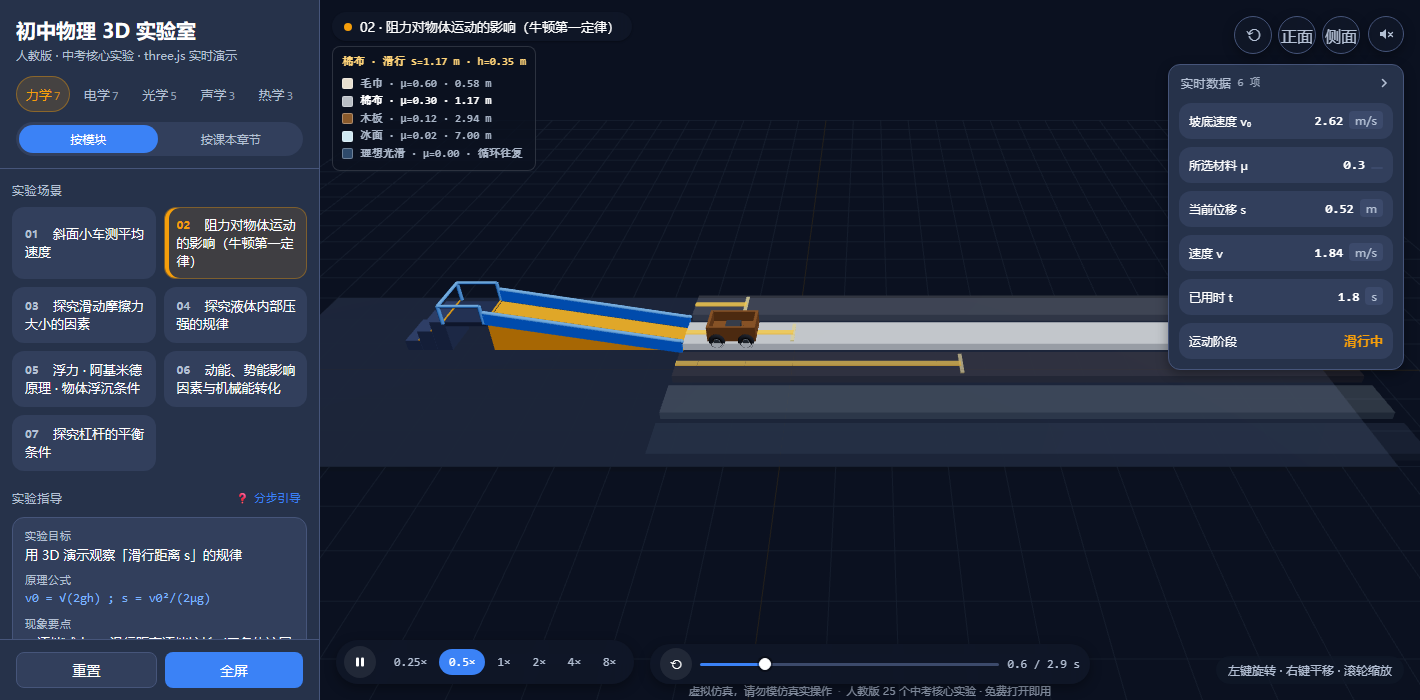 初中物理 3D 实验室
人教版 · 中考核心实验 · three.js 实时演示
力学 7 电学 7 光学 5 声学 3 热学 3
按模块 按课本章节
实验场景
01 斜面小车测平均速度
02 阻力对物体运动的影响（牛顿第一定律）
03 探究滑动摩擦力大小的因素
04 探究液体内部压强的规律
05 浮力 · 阿基米德原理 · 物体浮沉条件
06 动能、势能影响因素与机械能转化
07 探究杠杆的平衡条件
实验指导 ❓ 分步引导
实验目标
用 3D 演示观察「滑行距离 s」的规律
原理公式
v0 = √(2gh) ; s = v0²/(2μg)
现象要点
重置 全屏
02 · 阻力对物体运动的影响（牛顿第一定律）
棉布 · 滑行 s=1.17 m · h=0.35 m
毛巾 · μ=0.60 · 0.58 m
棉布 · μ=0.30 · 1.17 m
木板 · μ=0.12 · 2.94 m
冰面 · μ=0.02 · 7.00 m
理想光滑 · μ=0.00 · 循环往复
正面 侧面
实时数据 6 项
坡底速度 v₀ 2.62 m/s
所选材料 μ 0.3
当前位移 s 0.52 m
速度 v 1.84 m/s
已用时 t 1.8 s
运动阶段 滑行中
0.25× 0.5× 1× 2× 4× 8×
0.6 / 2.9 s
虚拟仿真，请勿模仿真实操作 · 人教版 25 个中考核心实验 · 免费打开即用
左键旋转 · 右键平移 · 滚轮缩放